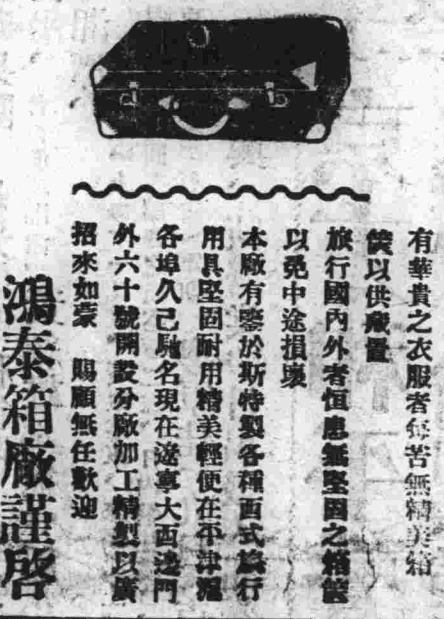 有華貴之衣服者每苦無精美箱
篋以供藏置
旅行國內外者恒患無堅固之箱篋
以免中途損壞
本廠有鑒於斯特製各種西式旅行
用具堅固耐用精美輕便在平津滬
各埠久已馳名現在遼寧大西邊門
外六十號開設分廠加工精製以廣
招來如蒙 賜顧無任歡迎
鴻泰箱廠謹啓